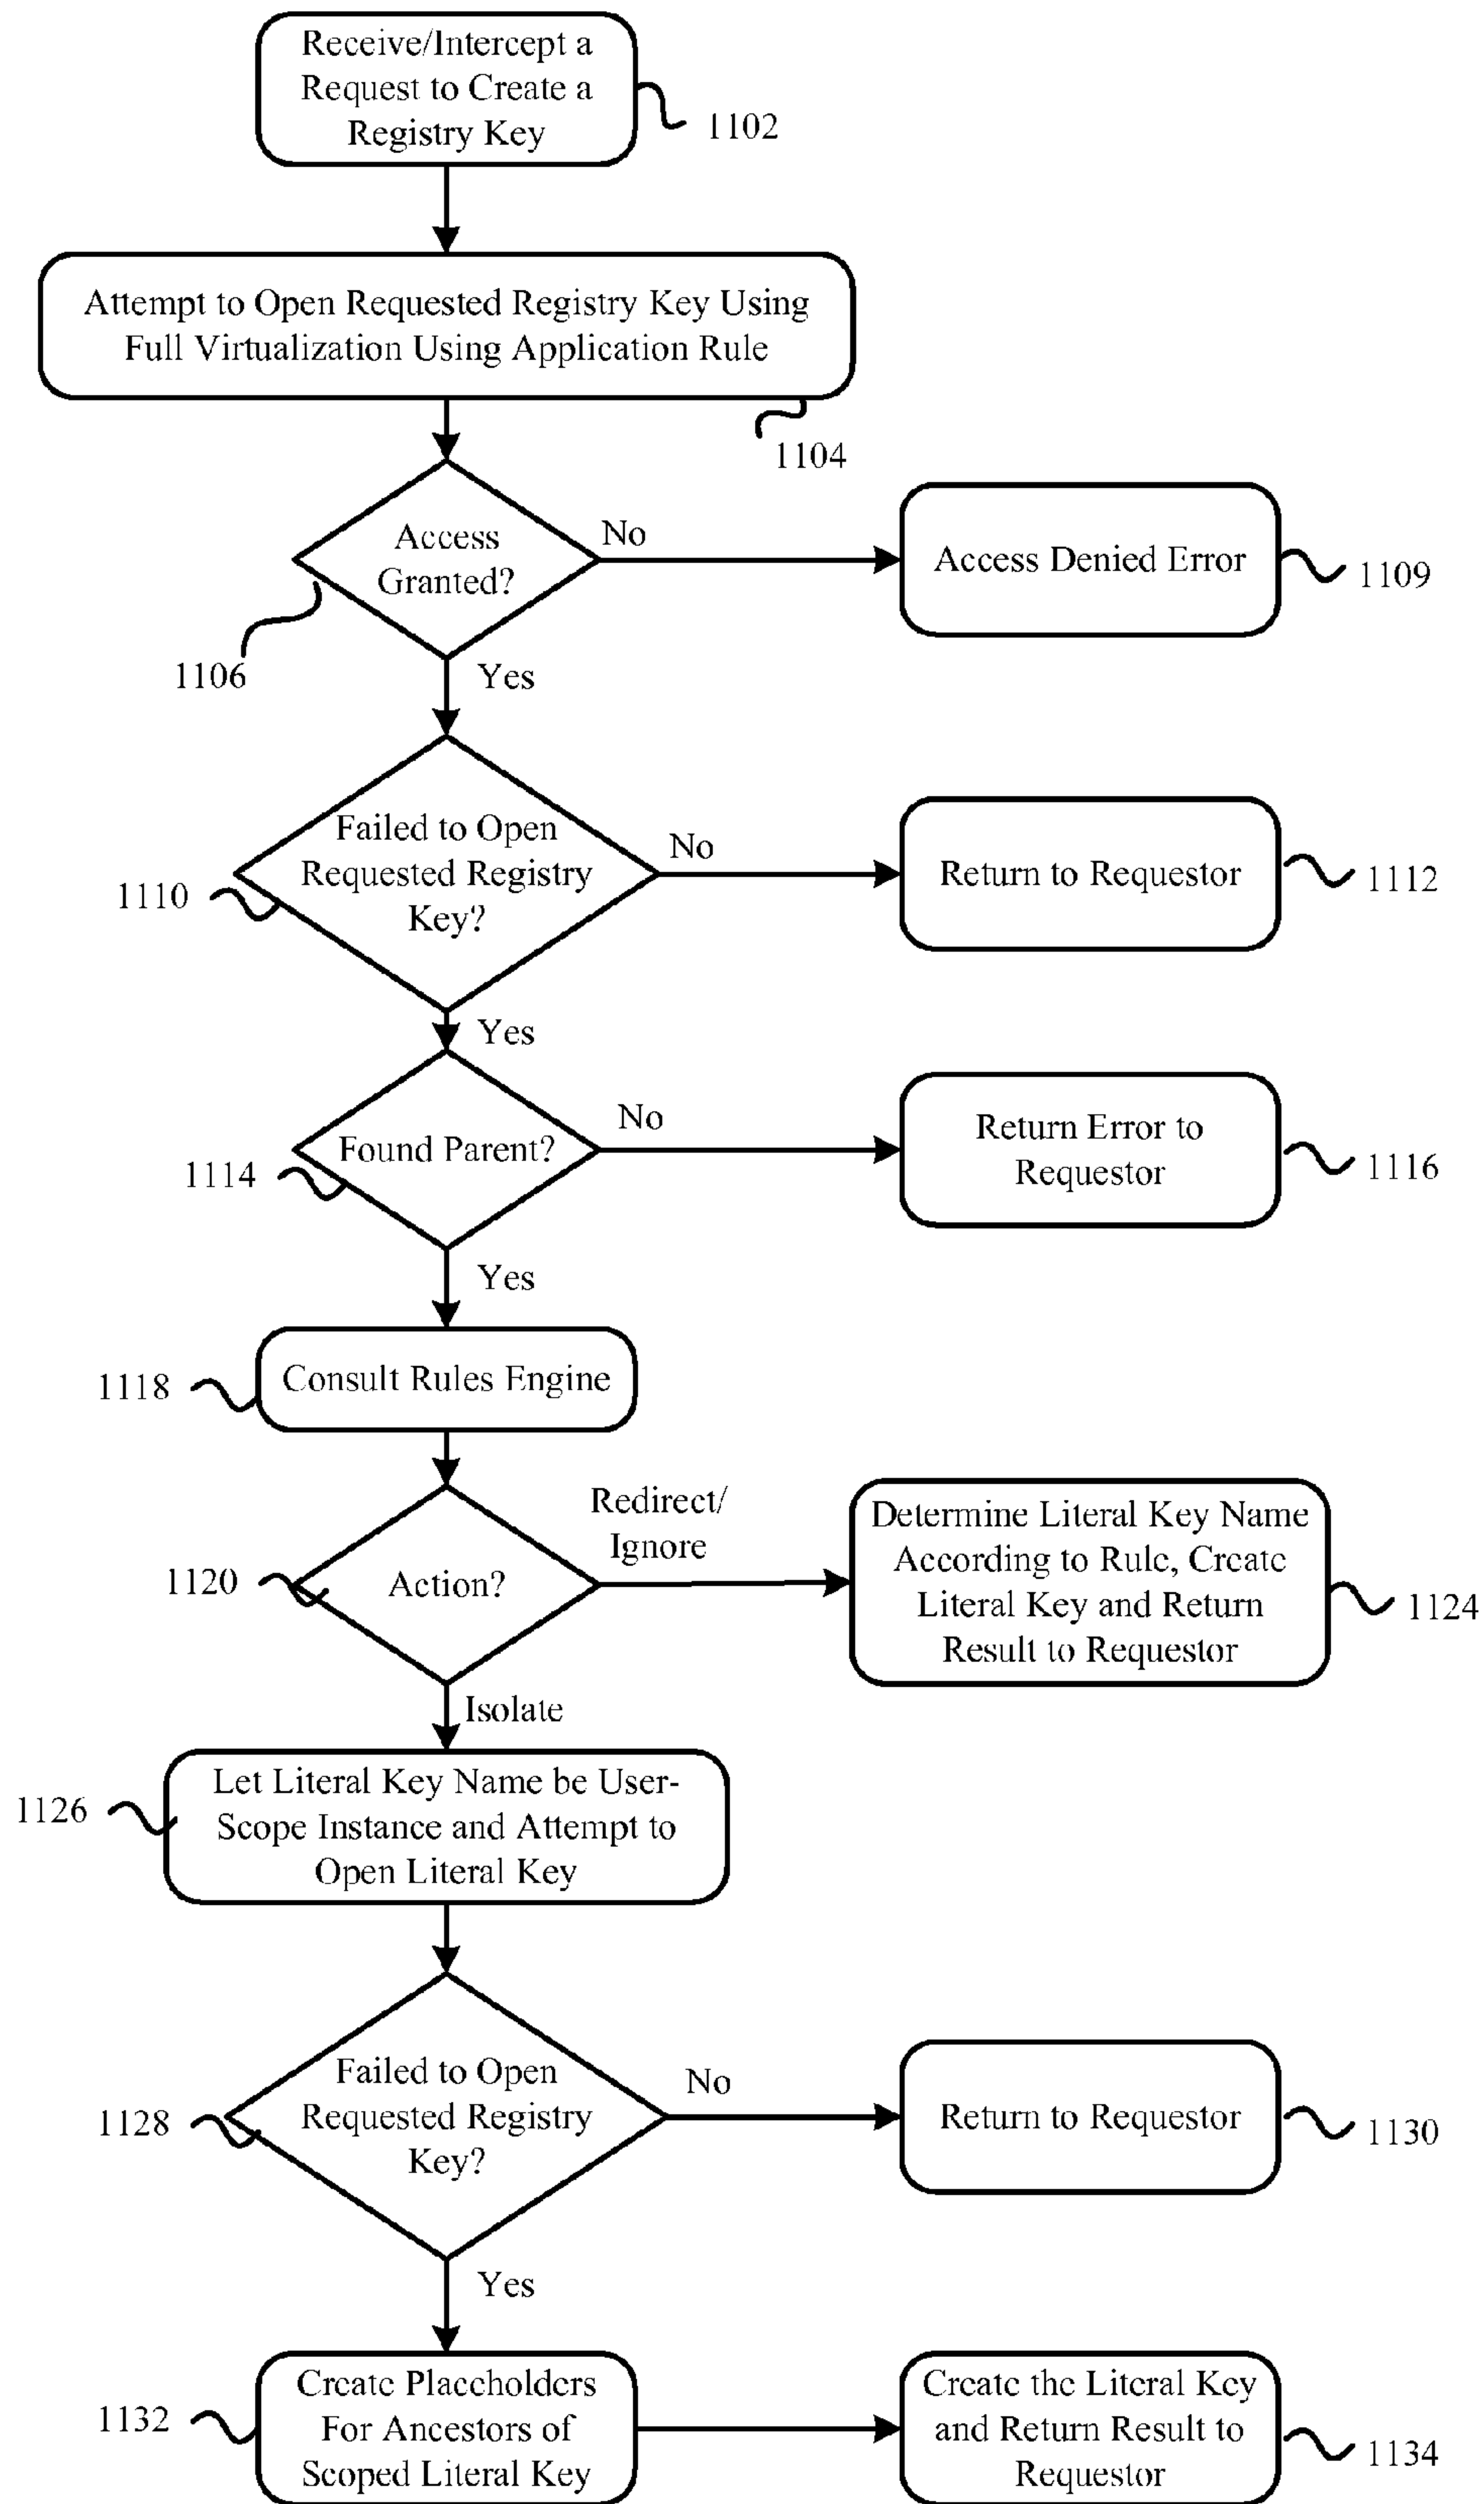 Receive/Intercept a
Request to Create a
Registry Key
1102
Attempt to Open Requested Registry Key Using
Full Virtualization Using Application Rule
1104
Access
Granted?
No
Access Denied Error
1109
1106
Yes
Failed to Open
Requested Registry
Key?
No
Return to Requestor
1112
1110
Yes
Found Parent?
No
Return Error to
Requestor
1116
1114
Yes
Consult Rules Engine
1118
Action?
Redirect/
Ignore
Determine Literal Key Name
According to Rule, Create
Literal Key and Return
Result to Requestor
1124
1120
Isolate
Let Literal Key Name be User-
Scope Instance and Attempt to
Open Literal Key
1126
Failed to Open
Requested Registry
Key?
No
Return to Requestor
1130
1128
Yes
Create Placeholders
For Ancestors of
Scoped Literal Key
1132
Create the Literal Key
and Return Result to
Requestor
1134